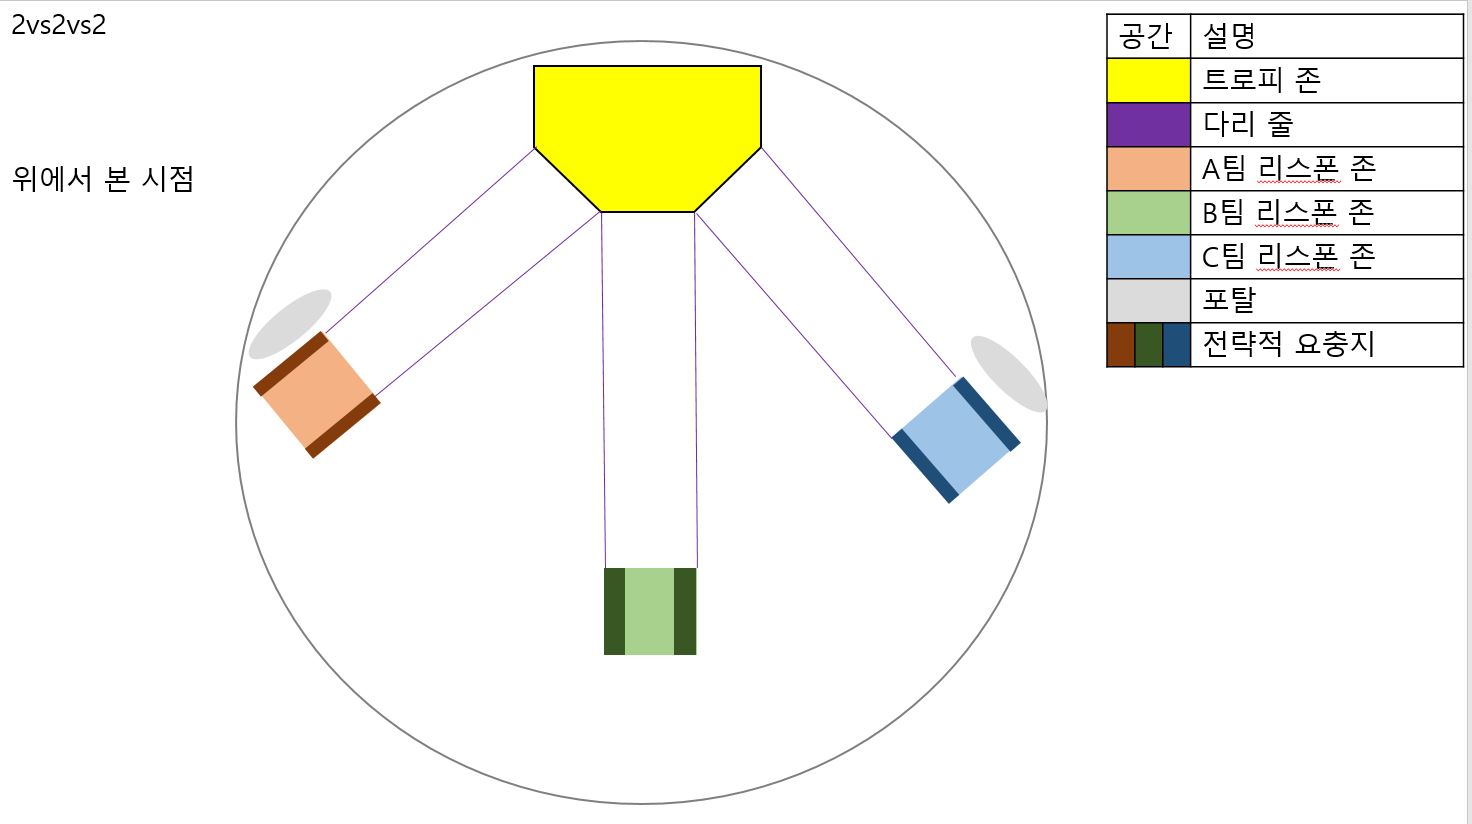 2vs2vs2
위에서 본 시점
공간 설명
트로피 존
다리 줄
A팀 리스폰 존
B팀 리스폰 존
C팀 리스폰 존
포탈
전략적 요충지